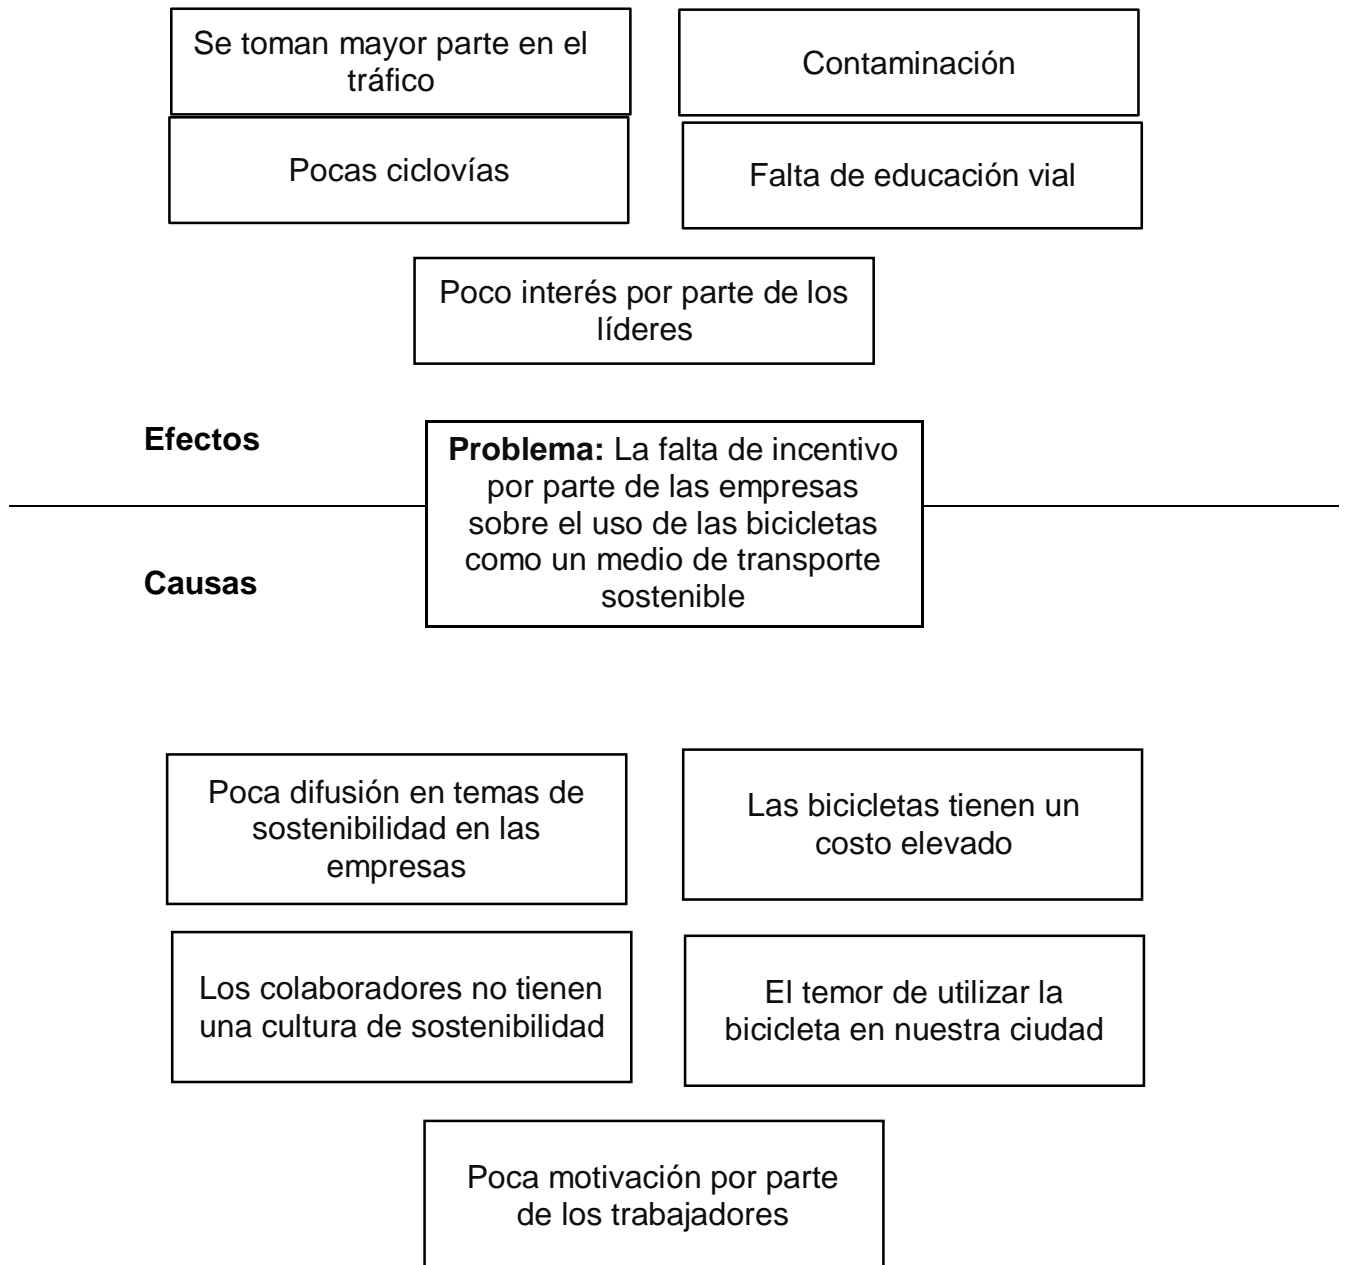 Se toman mayor parte en el
tráfico
Contaminación
Pocas ciclovías
Falta de educación vial
Poco interés por parte de los
líderes
Efectos
Problema: La falta de incentivo
por parte de las empresas
sobre el uso de las bicicletas
como un medio de transporte
sostenible
Causas
Poca difusión en temas de
sostenibilidad en las
empresas
Las bicicletas tienen un
costo elevado
Los colaboradores no tienen
una cultura de sostenibilidad
El temor de utilizar la
bicicleta en nuestra ciudad
Poca motivación por parte
de los trabajadores